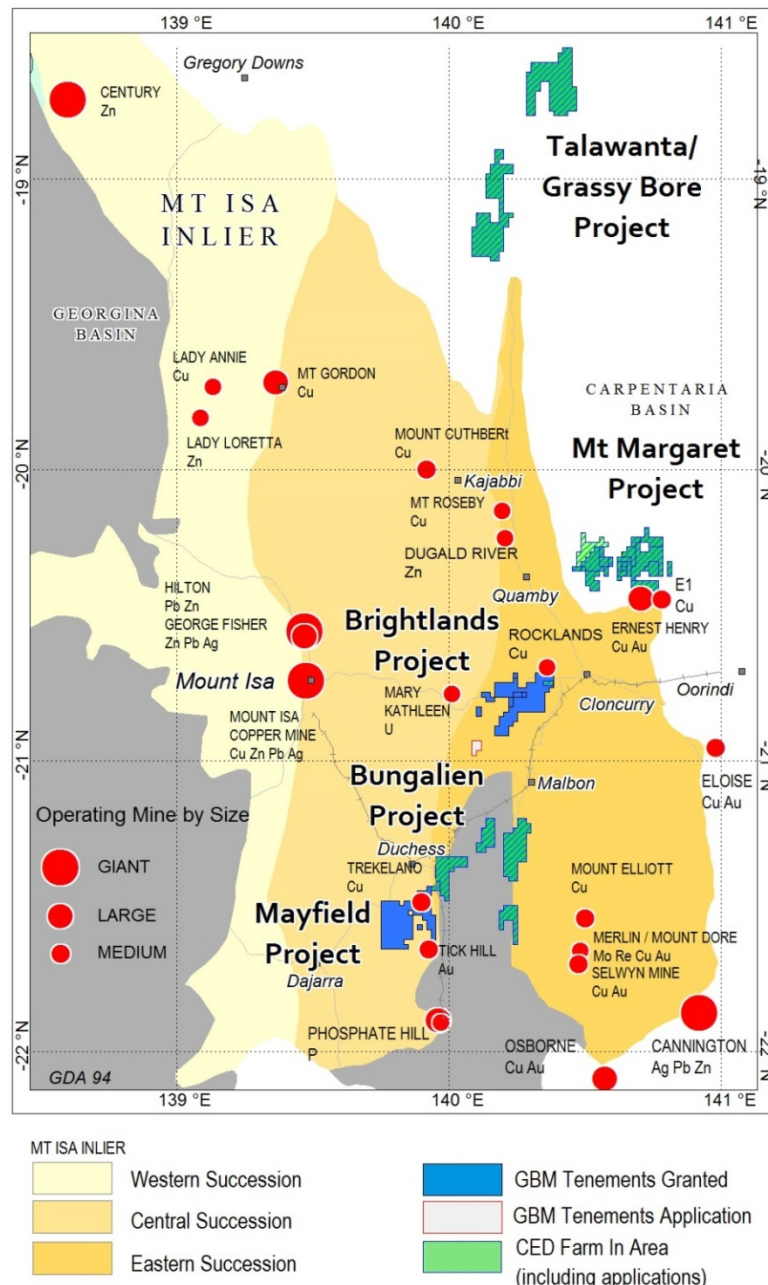 139 °E
140 °E
141 °E
Gregory Downs
CENTURY
Zn
Talawanta/
Grassy Bore
Project
-19 °N
-19 °N
MT ISA
INLIER
GEORGINA
BASIN
LADY ANNIE
Cu
MT GORDON
Cu
CARPENTARIA
BASIN
LADY LORETTA
Zn
MOUNT CUTHBERt
Cu
Mt Margaret
Project
-20 °N
-20 °N
Kajabbi
MT ROSEBY
Cu
DUGALD RIVER
Zn
HILTON
Pb Zn
GEORGE FISHER
Zn Pb Ag
Quamby
E1
Cu
Brightlands
Project
ROCKLANDS
Cu
ERNEST HENRY
Cu Au
Mount Isa
MARY
KATHLEEN
U
Cloncurry
Oorindi
MOUNT ISA
COPPER MINE
Cu Zn Pb Ag
-21 °N
-21 °N
Bungalien
Project
Malbon
ELOISE
Cu Au
Operating Mine by Size
GIANT
LARGE
MEDIUM
Duchess
TREKELANO
Cu
MOUNT ELLIOTT
Cu
Mayfield
Project
MERLIN / MOUNT DORE
Mo Re Cu Au
SELWYN MINE
Cu Au
TICK HILL
Au
Dajarra
PHOSPHATE HILL
P
OSBORNE
Cu Au
CANNINGTON
Ag Pb Zn
-22 °N
-22 °N
GDA 94
139 °E
140 °E
141 °E
MT ISA INLIER
Western Succession
Central Succession
Eastern Succession
GBM Tenements Granted
GBM Tenements Application
CED Farm In Area
(including applications)